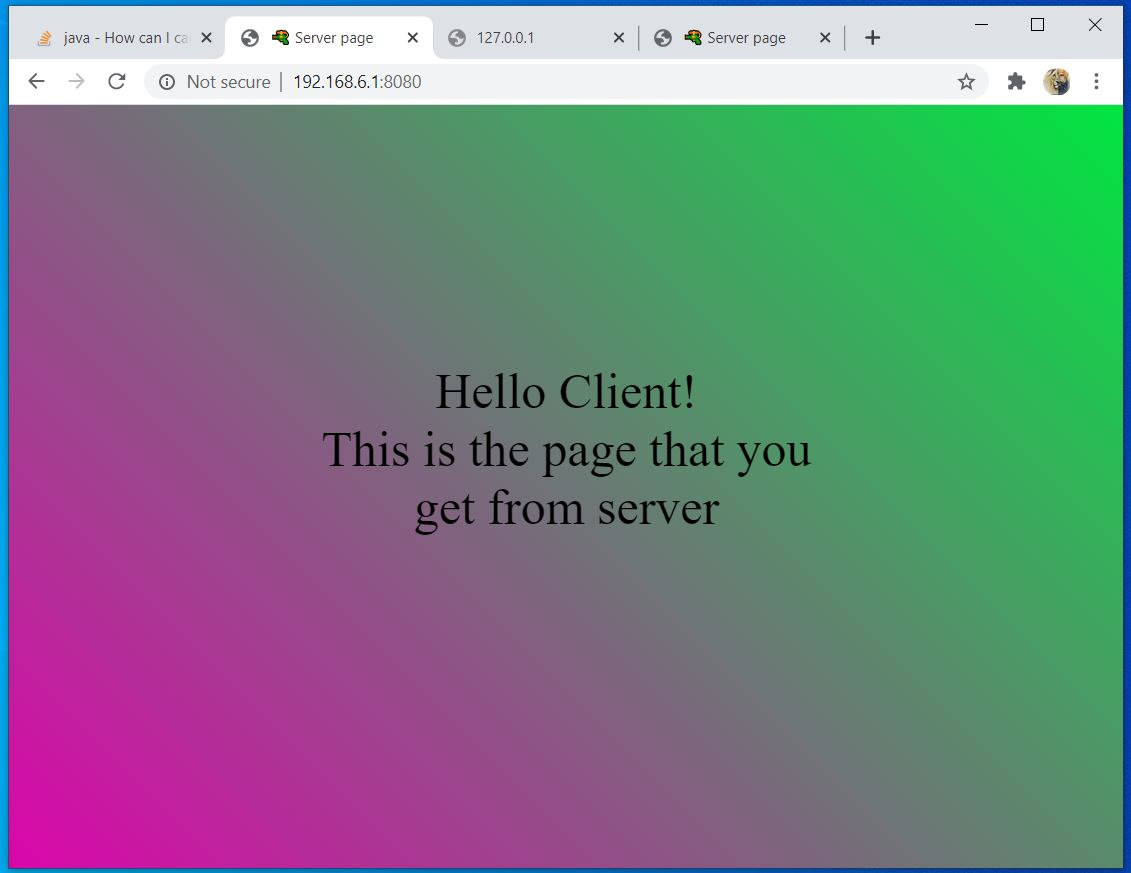 java - How can I ca
Server page
127.0.0.1
Server page
Not secure | 192.168.6.1:8080
Hello Client!
This is the page that you
get from server